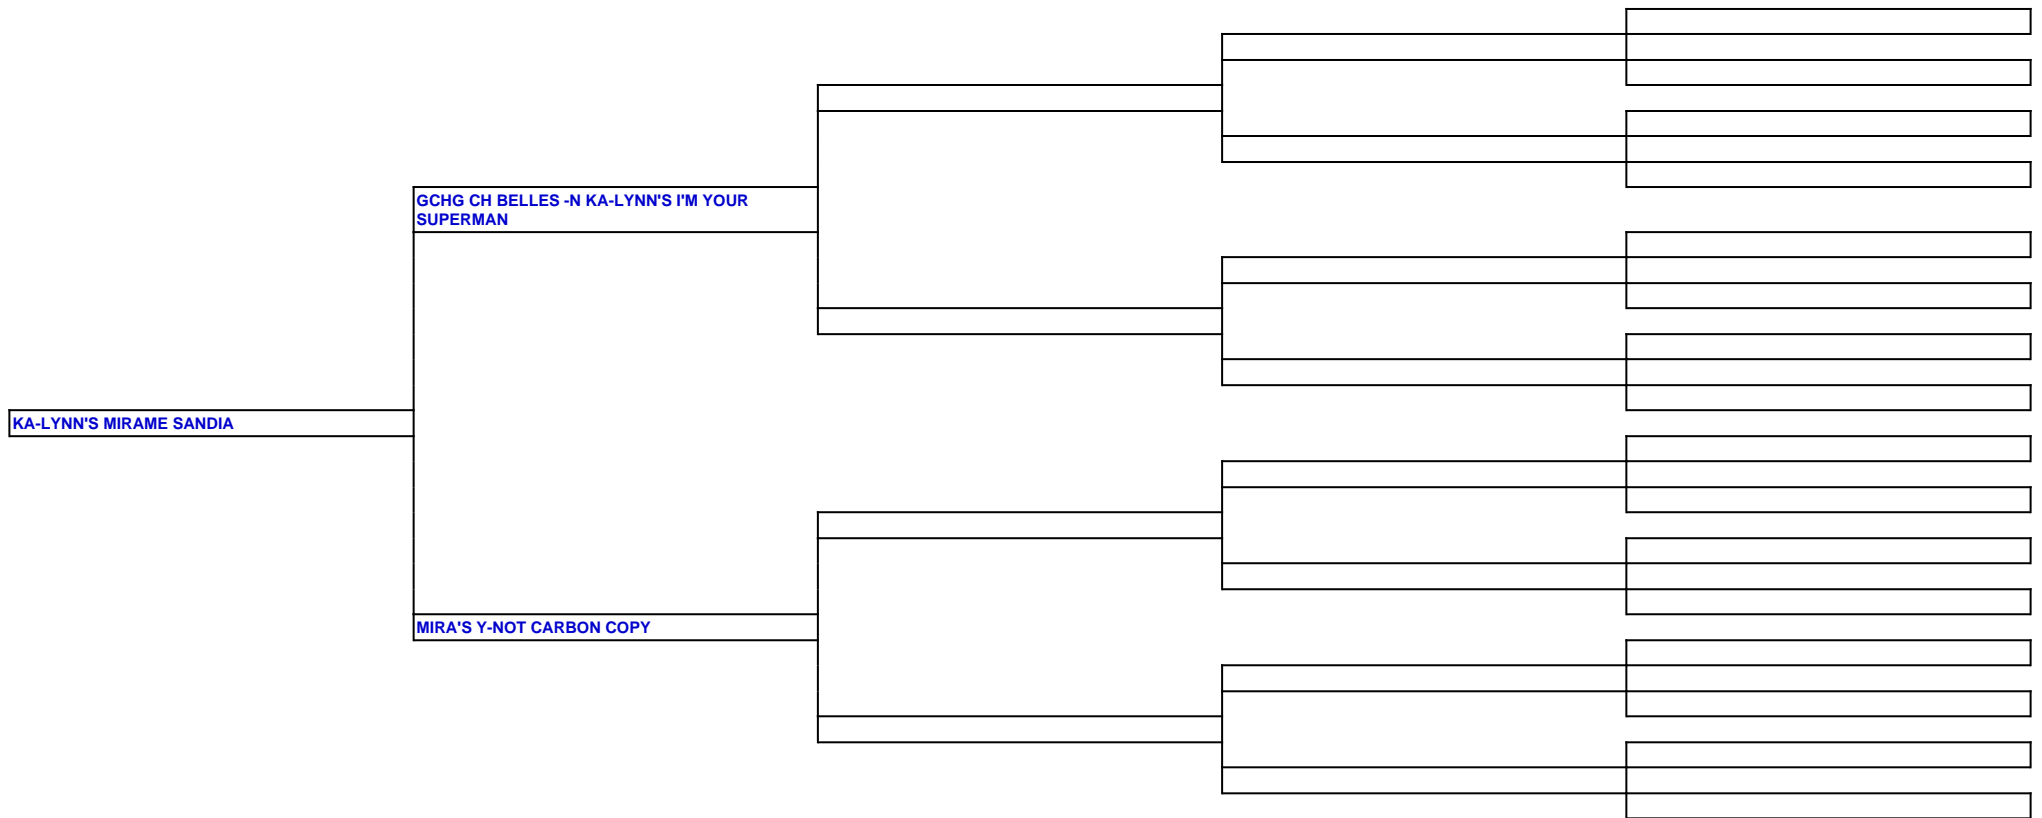 GCHG CH BELLES -N KA-LYNN'S I'M YOUR
SUPERMAN
KA-LYNN'S MIRAME SANDIA
MIRA'S Y-NOT CARBON COPY